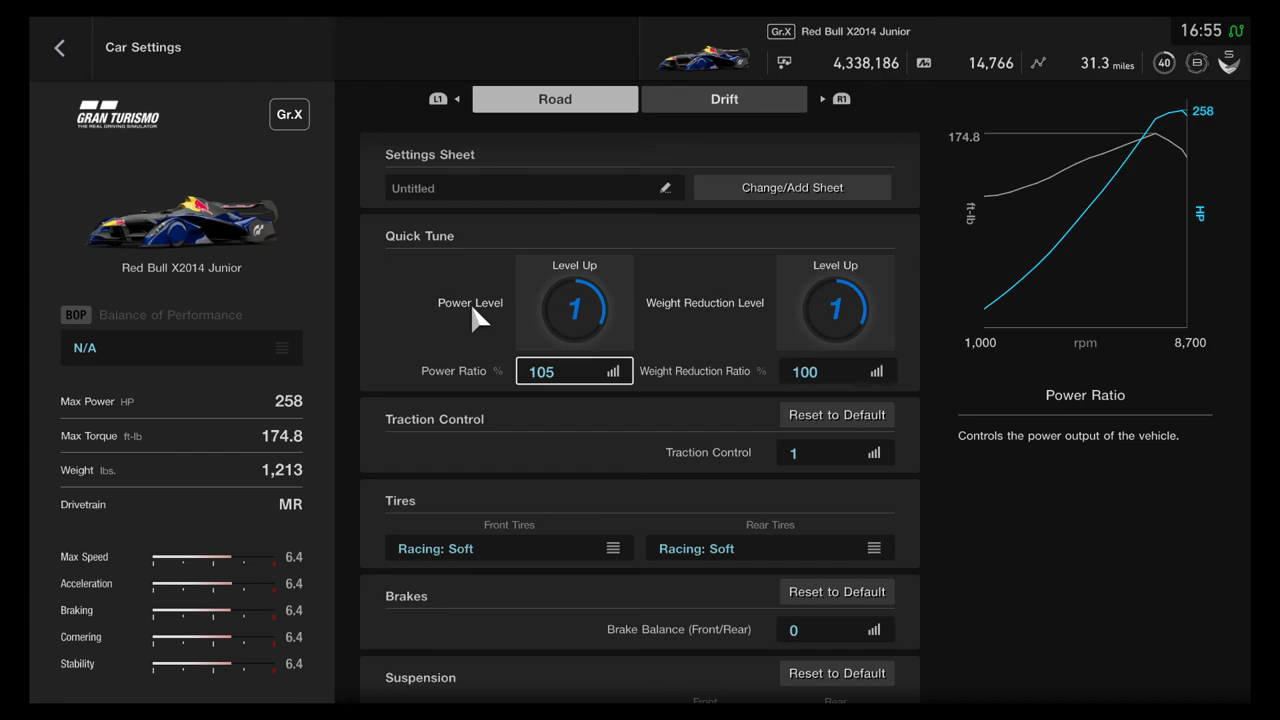 Car Settings
Gr.X Red Bull X2014 Junior
16:55
4,338,186
14,766
31.3 miles
40
B
S
GRAN TURISMO
THE REAL DRIVING SIMULATOR
Gr.X
Red Bull X2014 Junior
BOP Balance of Performance
N/A
Max Power HP 258
Max Torque ft-lb 174.8
Weight lbs. 1,213
Drivetrain MR
Max Speed 6.4
Acceleration 6.4
Braking 6.4
Cornering 6.4
Stability 6.4
L1 Road Drift R1
Settings Sheet
Untitled Change/Add Sheet
Quick Tune
Level Up Level Up
Power Level 1 Weight Reduction Level 1
Power Ratio % 105 Weight Reduction Ratio % 100
Traction Control Reset to Default
Traction Control 1
Tires
Front Tires Rear Tires
Racing: Soft Racing: Soft
Brakes Reset to Default
Brake Balance (Front/Rear) 0
Suspension Reset to Default
Front Rear
258
174.8
ft-lb HP
1,000 rpm 8,700
Power Ratio
Controls the power output of the vehicle.